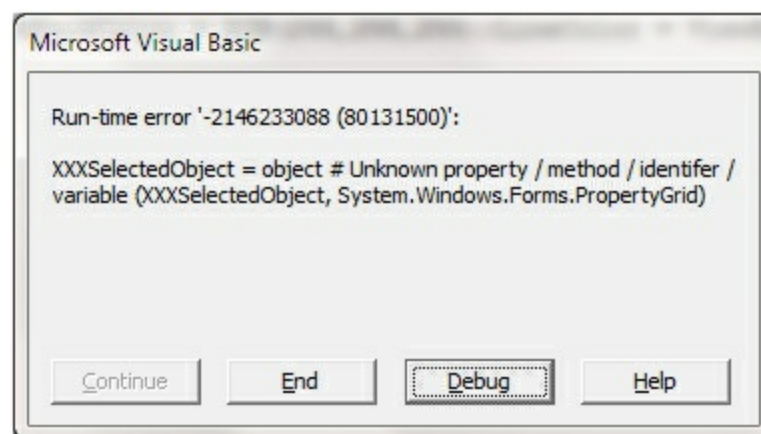 Microsoft Visual Basic
Run-time error '-2146233088 (80131500)':
XXXSelectedObject = object # Unknown property / method / identifer /
variable (XXXSelectedObject, System.Windows.Forms.PropertyGrid)
Continue
End
Debug
Help